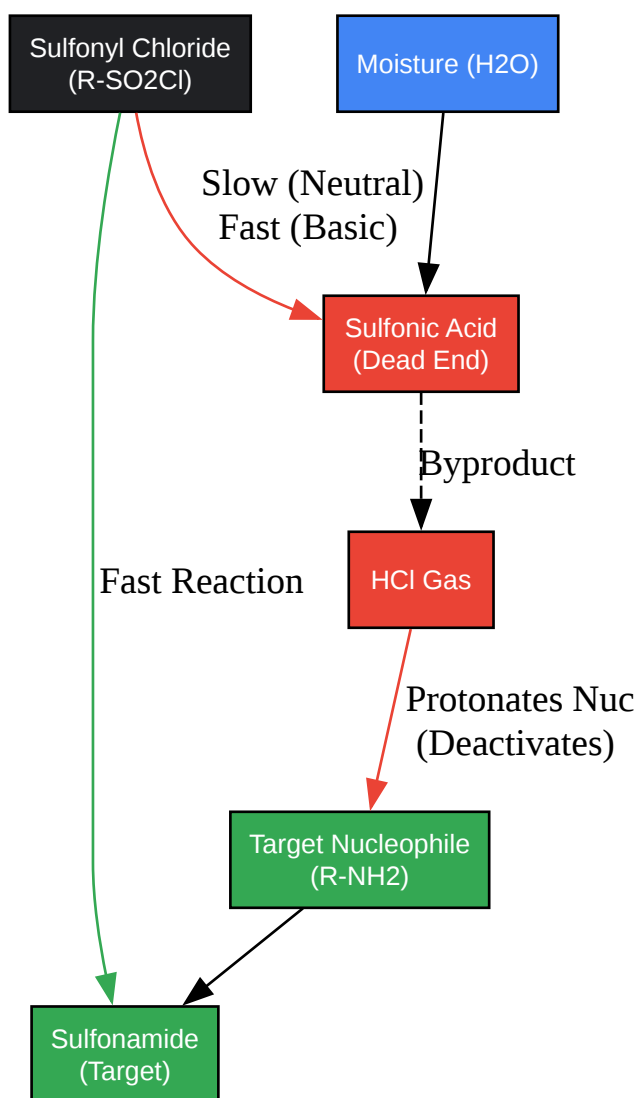 Sulfonyl Chloride
(R-SO2Cl)
Moisture (H2O)
Slow (Neutral)
Fast (Basic)
Sulfonic Acid
(Dead End)
Byproduct
HCl Gas
Fast Reaction
Protonates Nuc
(Deactivates)
Target Nucleophile
(R-NH2)
Sulfonamide
(Target)